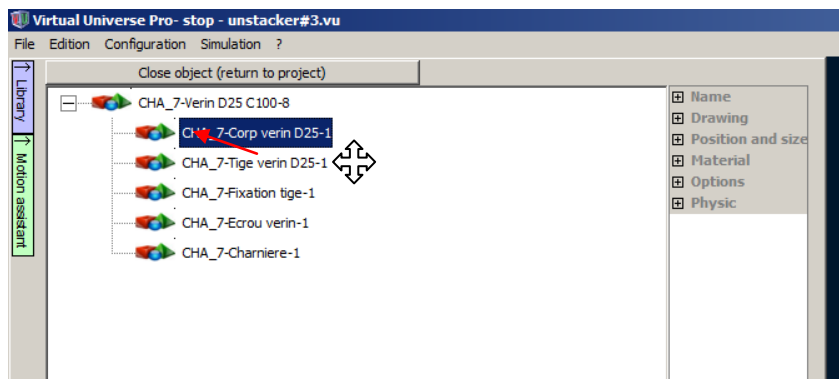 Virtual Universe Pro- stop - unstacker#3.vu
File Edition Configuration Simulation ?
Library
Motion assistant
Close object (return to project)
CHA_7-Verin D25 C100-8
CHA_7-Corp verin D25-1
CHA_7-Tige verin D25-1
CHA_7-Fixation tige-1
CHA_7-Ecrou verin-1
CHA_7-Charniere-1
Name
Drawing
Position and size
Material
Options
Physic